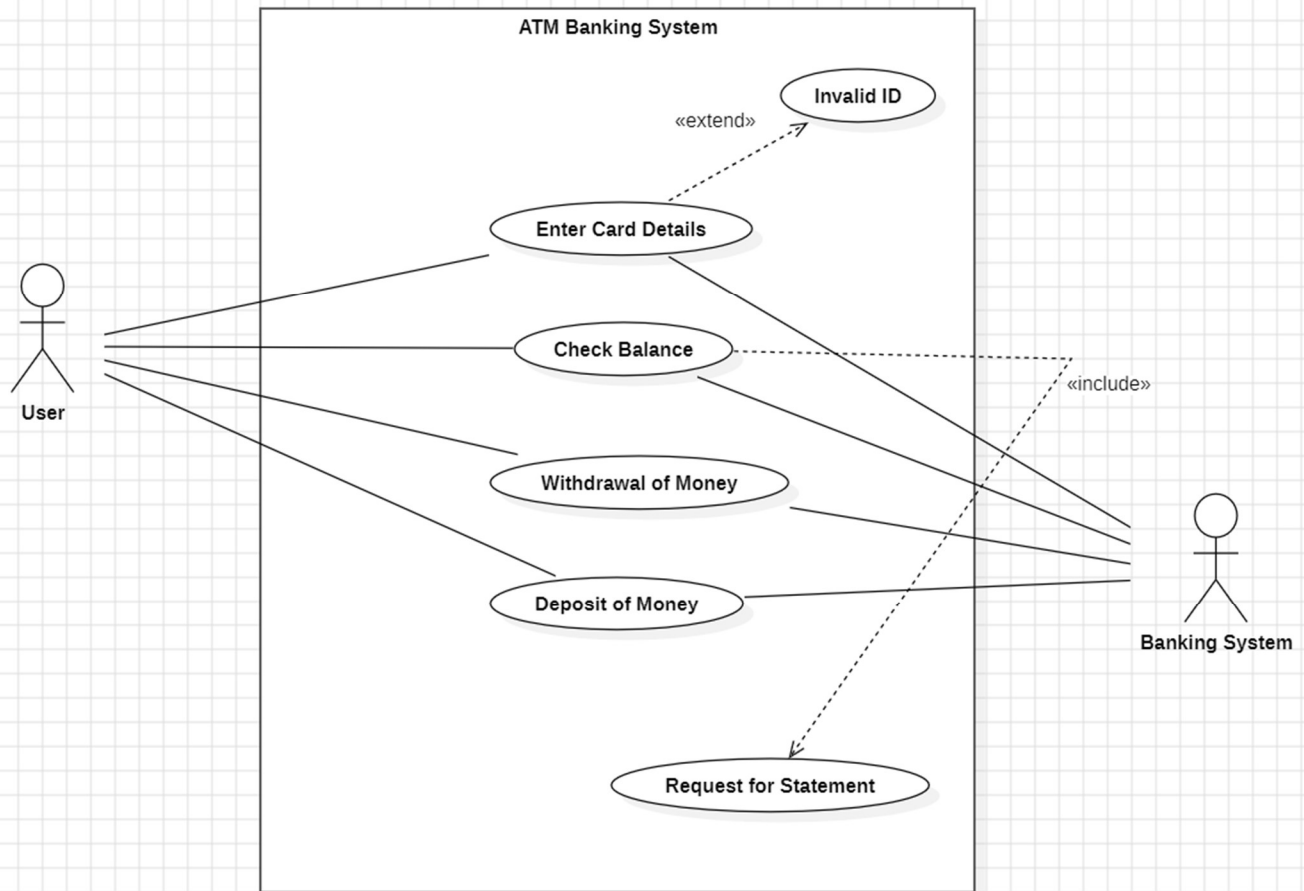 ATM Banking System
Invalid ID
«extend»
Enter Card Details
Check Balance
«include»
User
Withdrawal of Money
Deposit of Money
Banking System
Request for Statement